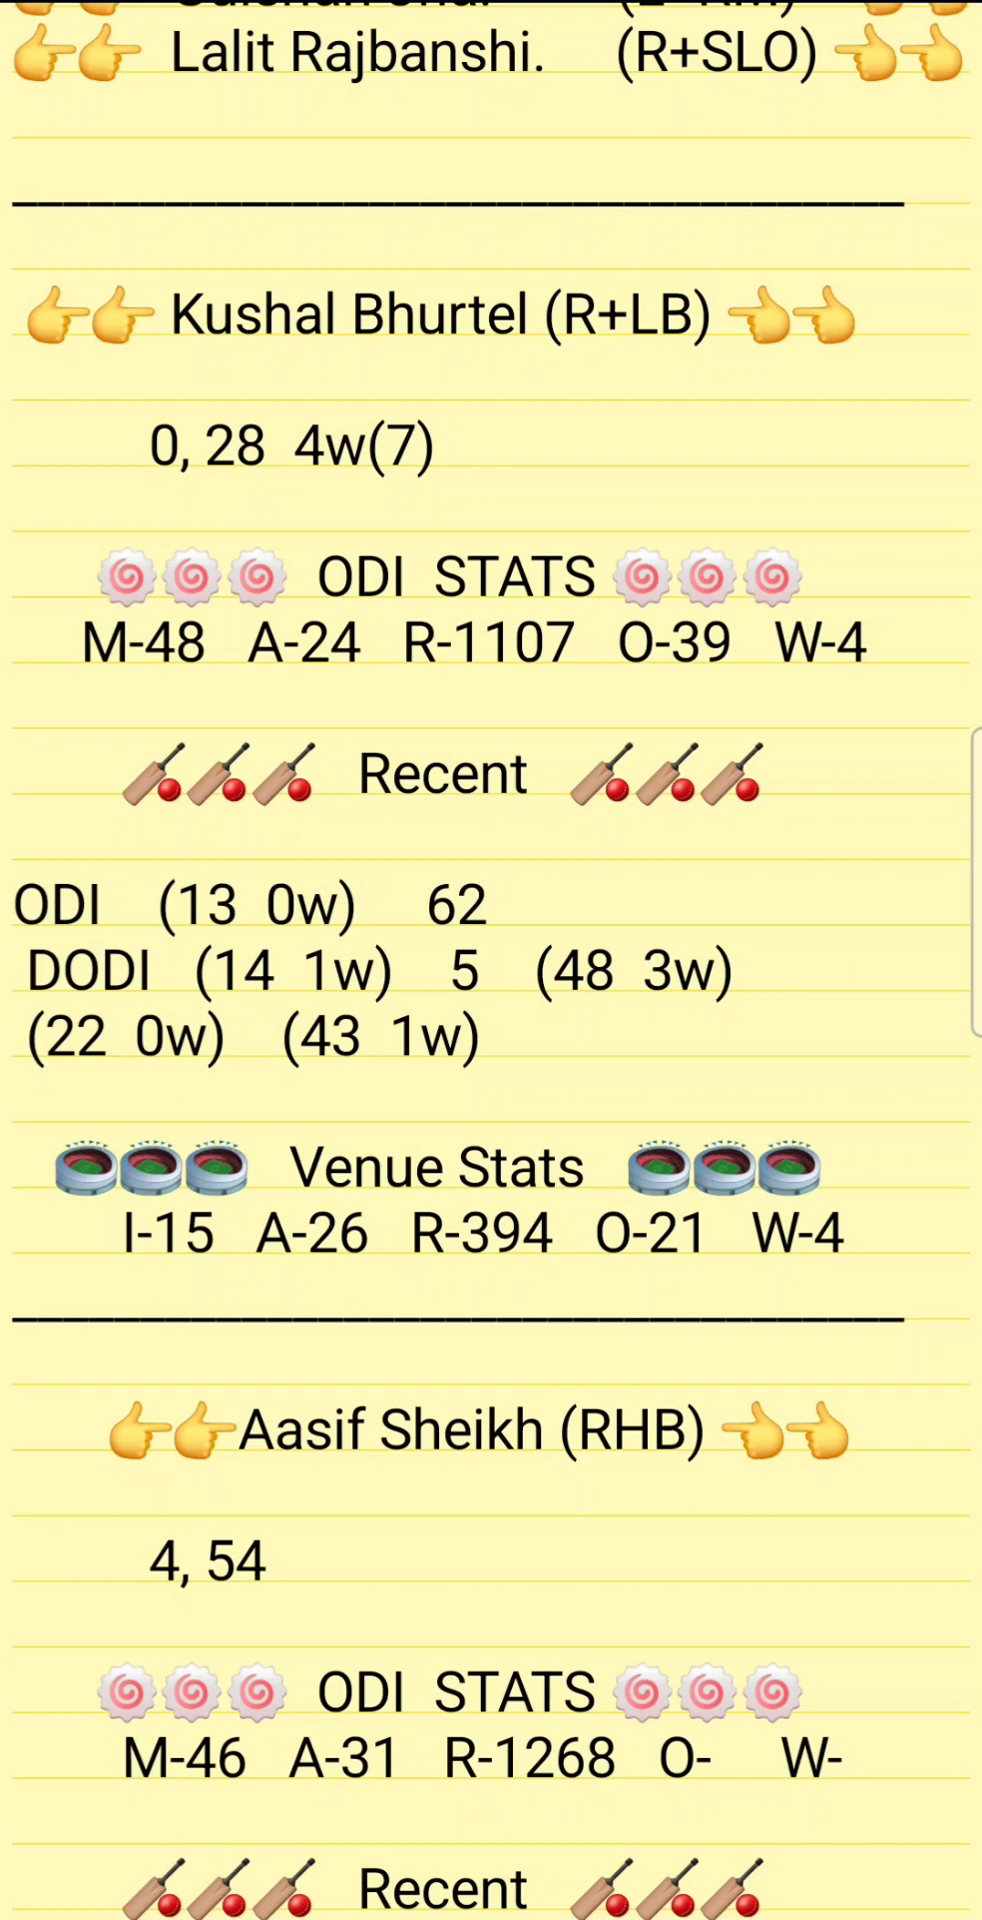 👉👉 Lalit Rajbanshi. (R+SLO) 👈👈
___________________________________
👉👉 Kushal Bhurtel (R+LB) 👈👈
0, 28 4w(7)
🍥🍥🍥 ODI STATS 🍥🍥🍥
M-48 A-24 R-1107 O-39 W-4
🏏🏏🏏 Recent 🏏🏏🏏
ODI (13 0w) 62
DODI (14 1w) 5 (48 3w)
(22 0w) (43 1w)
🏟🏟🏟 Venue Stats 🏟🏟🏟
I-15 A-26 R-394 O-21 W-4
___________________________________
👉👉Aasif Sheikh (RHB) 👈👈
4, 54
🍥🍥🍥 ODI STATS 🍥🍥🍥
M-46 A-31 R-1268 O- W-
🏏🏏🏏 Recent 🏏🏏🏏